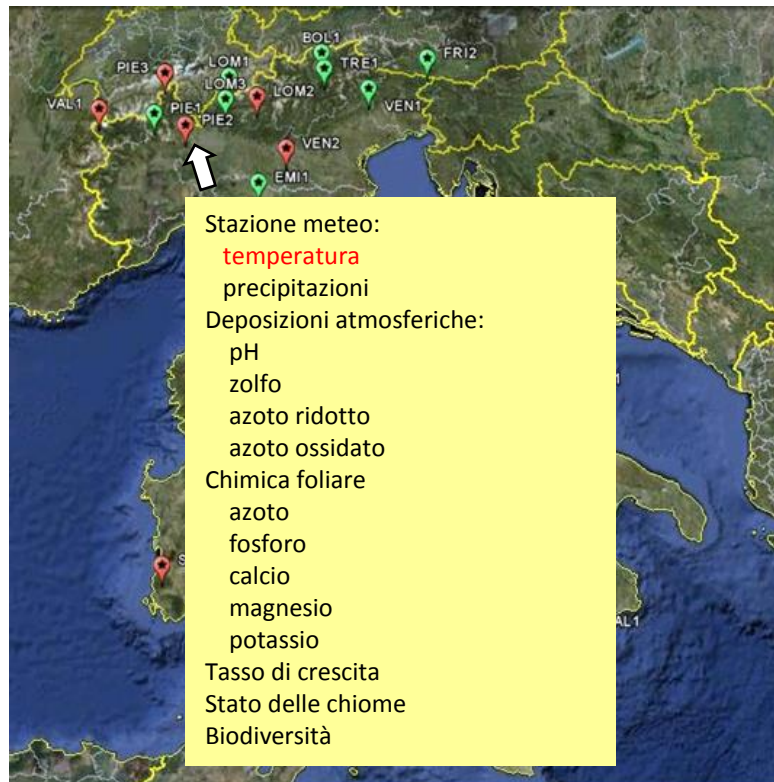 BOL1
FRI2
PIE3
LOM1
TRE1
LOM3
LOM2
VAL1
PIE1
VEN1
PIE2
VEN2
EMI1
Stazione meteo:
temperatura
precipitazioni
Deposizioni atmosferiche:
pH
zolfo
azoto ridotto
azoto ossidato
Chimica foliare
azoto
fosforo
calcio
magnesio
potassio
Tasso di crescita
Stato delle chiome
Biodiversità
S
AL1
1